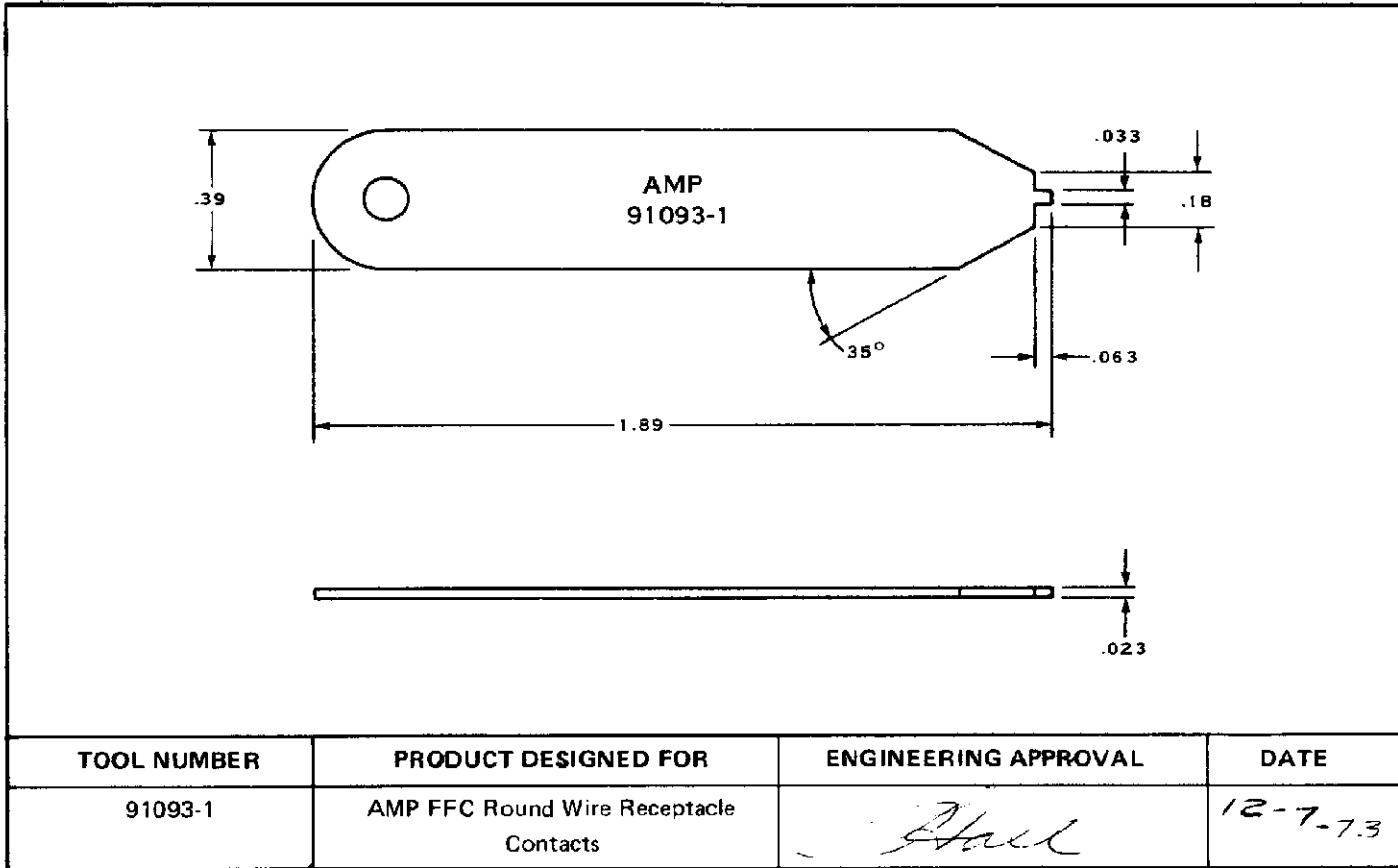 .033
.39
AMP
91093-1
.18
35°
.063
1.89
.023
TOOL NUMBER PRODUCT DESIGNED FOR ENGINEERING APPROVAL DATE
91093-1 AMP FFC Round Wire Receptacle 12-7-73
Contacts